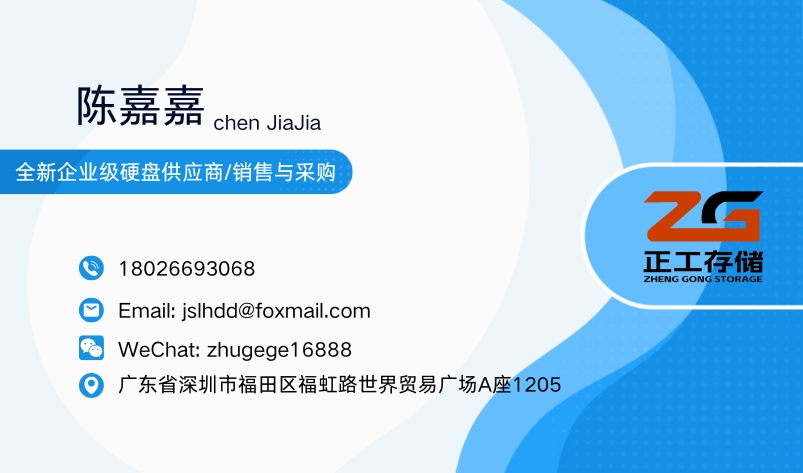 陈嘉嘉 chen JiaJia
全新企业级硬盘供应商/销售与采购
18026693068
Email: jslhdd@foxmail.com
WeChat: zhugege16888
广东省深圳市福田区福虹路世界贸易广场A座1205
ZG
正工存储
ZHENG GONG STORAGE